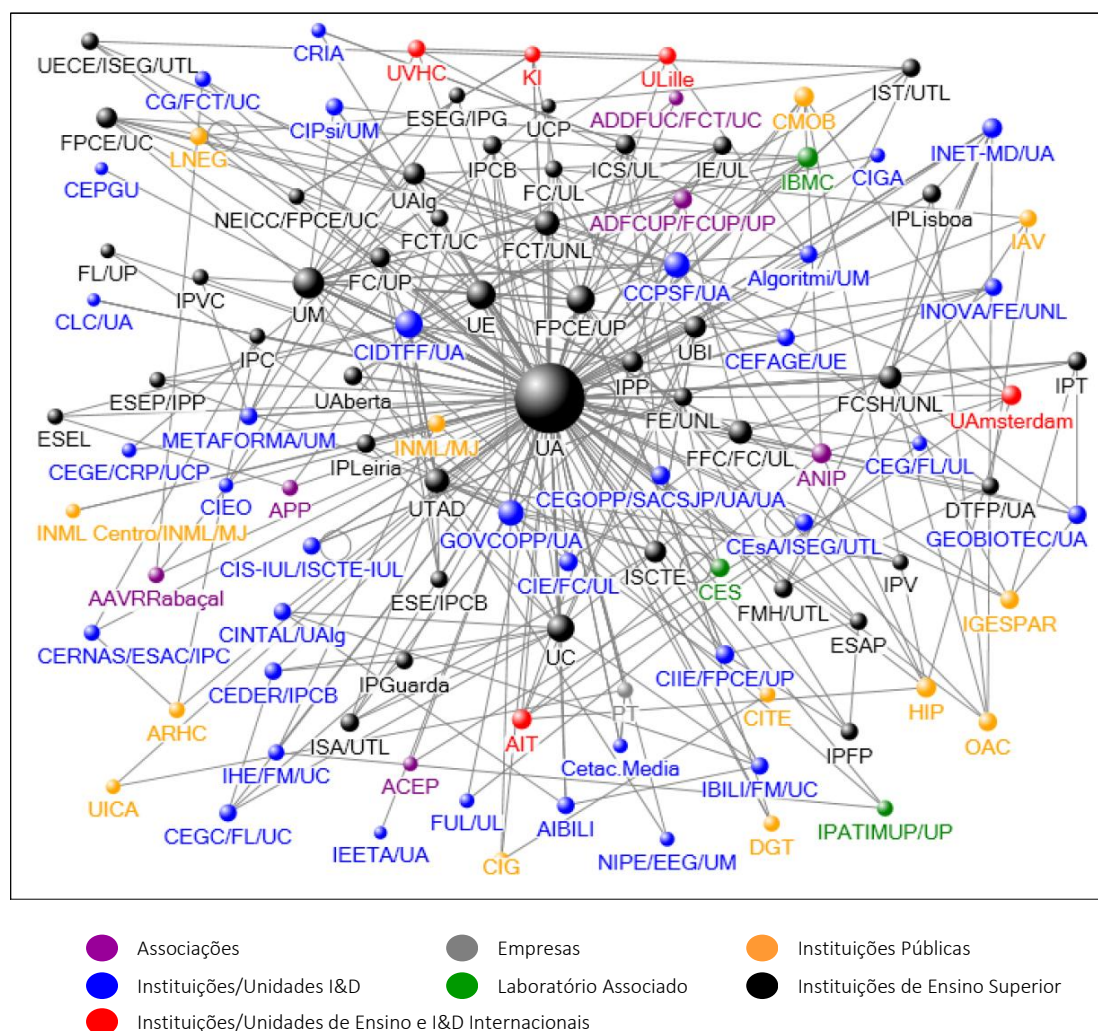 CRIA
UECE/ISEG/UTL
UVHC
KI
ULille
IST/UTL
CG/FCT/UC
ESEG/IPG
UCP
ADDFUC/FCT/UC
CMOB
FPCE/UC
CIPsi/UM
LNEG
IPCB
ICS/UL
IE/UL
INET-MD/UA
CEPGU
FC/UL
IBMC
CIGA
NEICC/FPCE/UC
UAlg
ADFCUP/FCUP/UP
IPLisboa
FCT/UC
FCT/UNL
IAV
FL/UP
IPVC
FC/UP
CCPSF/UA
Algoritmi/UM
CLC/UA
UM
UE
FPCE/UP
INOVA/FE/UNL
CIDTFF/UA
UBI
CEFAGE/UE
IPC
IPP
ESEP/IPP
UAberta
FCSH/UNL
IPT
ESEL
METAFORMA/UM
INML/MJ
UA
FE/UNL
UAmsterdam
CEGE/CRP/UCP
IPLeiria
FFC/FC/UL
ANIP
CEG/FL/UL
CIEO
APP
UTAD
CEGOPP/SACSJP/UA/UA
DTFP/UA
INML Centro/INML/MJ
GOVCOPP/UA
CEsA/ISEG/UTL
GEOBIOTEC/UA
CIS-IUL/ISCTE-IUL
CIE/FC/UL
ISCTE
CES
IPV
AAVRRabaçal
ESE/IPCB
FMH/UTL
IGESPAR
CINTAL/UAlg
ESAP
CERNAS/ESAC/IPC
UC
CEDER/IPCB
IPGuarda
CIIE/FPCE/UP
ARHC
PT
CITE
HIP
ISA/UTL
AIT
IPFP
OAC
IHE/FM/UC
ACEP
Cetac.Media
IBILI/FM/UC
UICA
CEGC/FL/UC
FUL/UL
AIBILI
IPATIMUP/UP
IEETA/UA
CIG
NIPE/EEG/UM
DGT
Associações
Empresas
Instituições Públicas
Instituições/Unidades I&D
Laboratório Associado
Instituições de Ensino Superior
Instituições/Unidades de Ensino e I&D Internacionais